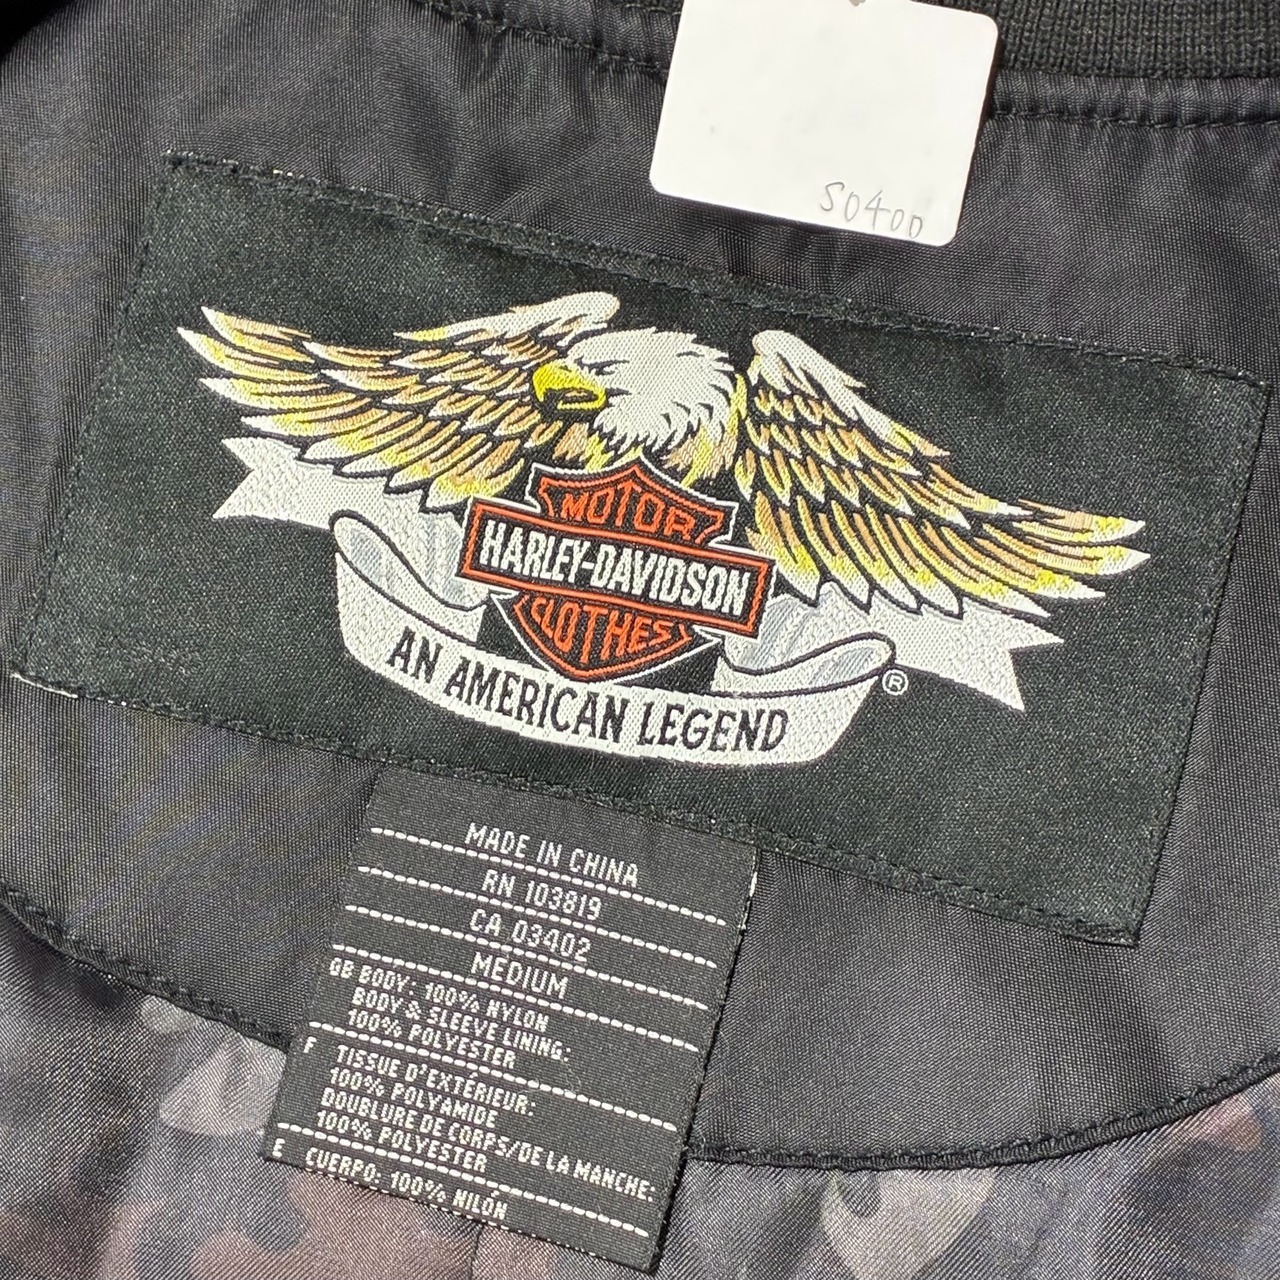 S0400
MOTOR
HARLEY-DAVIDSON
CLOTHES
AN AMERICAN LEGEND
®
MADE IN CHINA
RN 103819
CA 03402
MEDIUM
GB BODY: 100% NYLON
BODY & SLEEVE LINING:
100% POLYESTER
F TISSUE D'EXTÉRIEUR:
100% POLYAMIDE
DOUBLURE DE CORPS/DE LA MANCHE:
100% POLYESTER
E CUERPO: 100% NILÓN